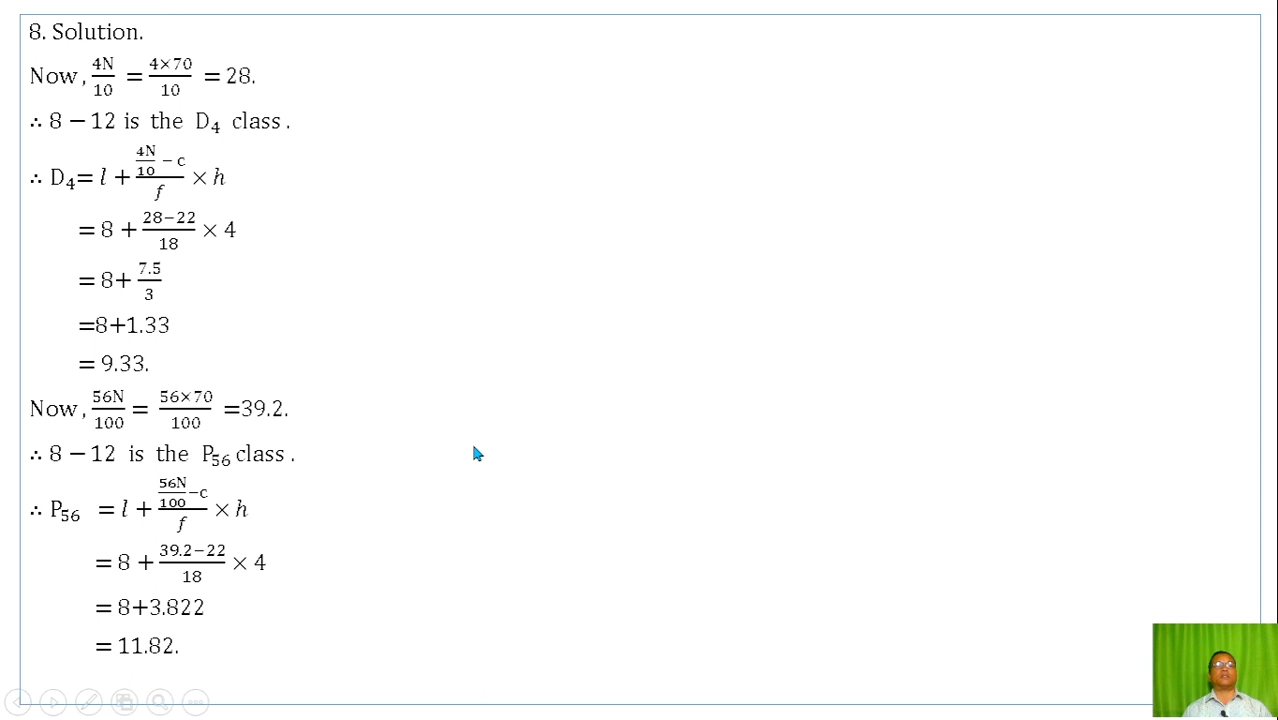 8. Solution.
Now, 4N/10 = 4×70/10 = 28.
∴ 8 − 12 is the D₄ class.
∴ D₄= l + (4N/10 − c)/f × h
= 8 + (28−22)/18 × 4
= 8+ 7.5/3
=8+1.33
= 9.33.
Now, 56N/100 = 56×70/100 =39.2.
∴ 8 − 12 is the P₅₆ class.
∴ P₅₆ = l + (56N/100 −c)/f × h
= 8 + (39.2−22)/18 × 4
= 8+3.822
= 11.82.